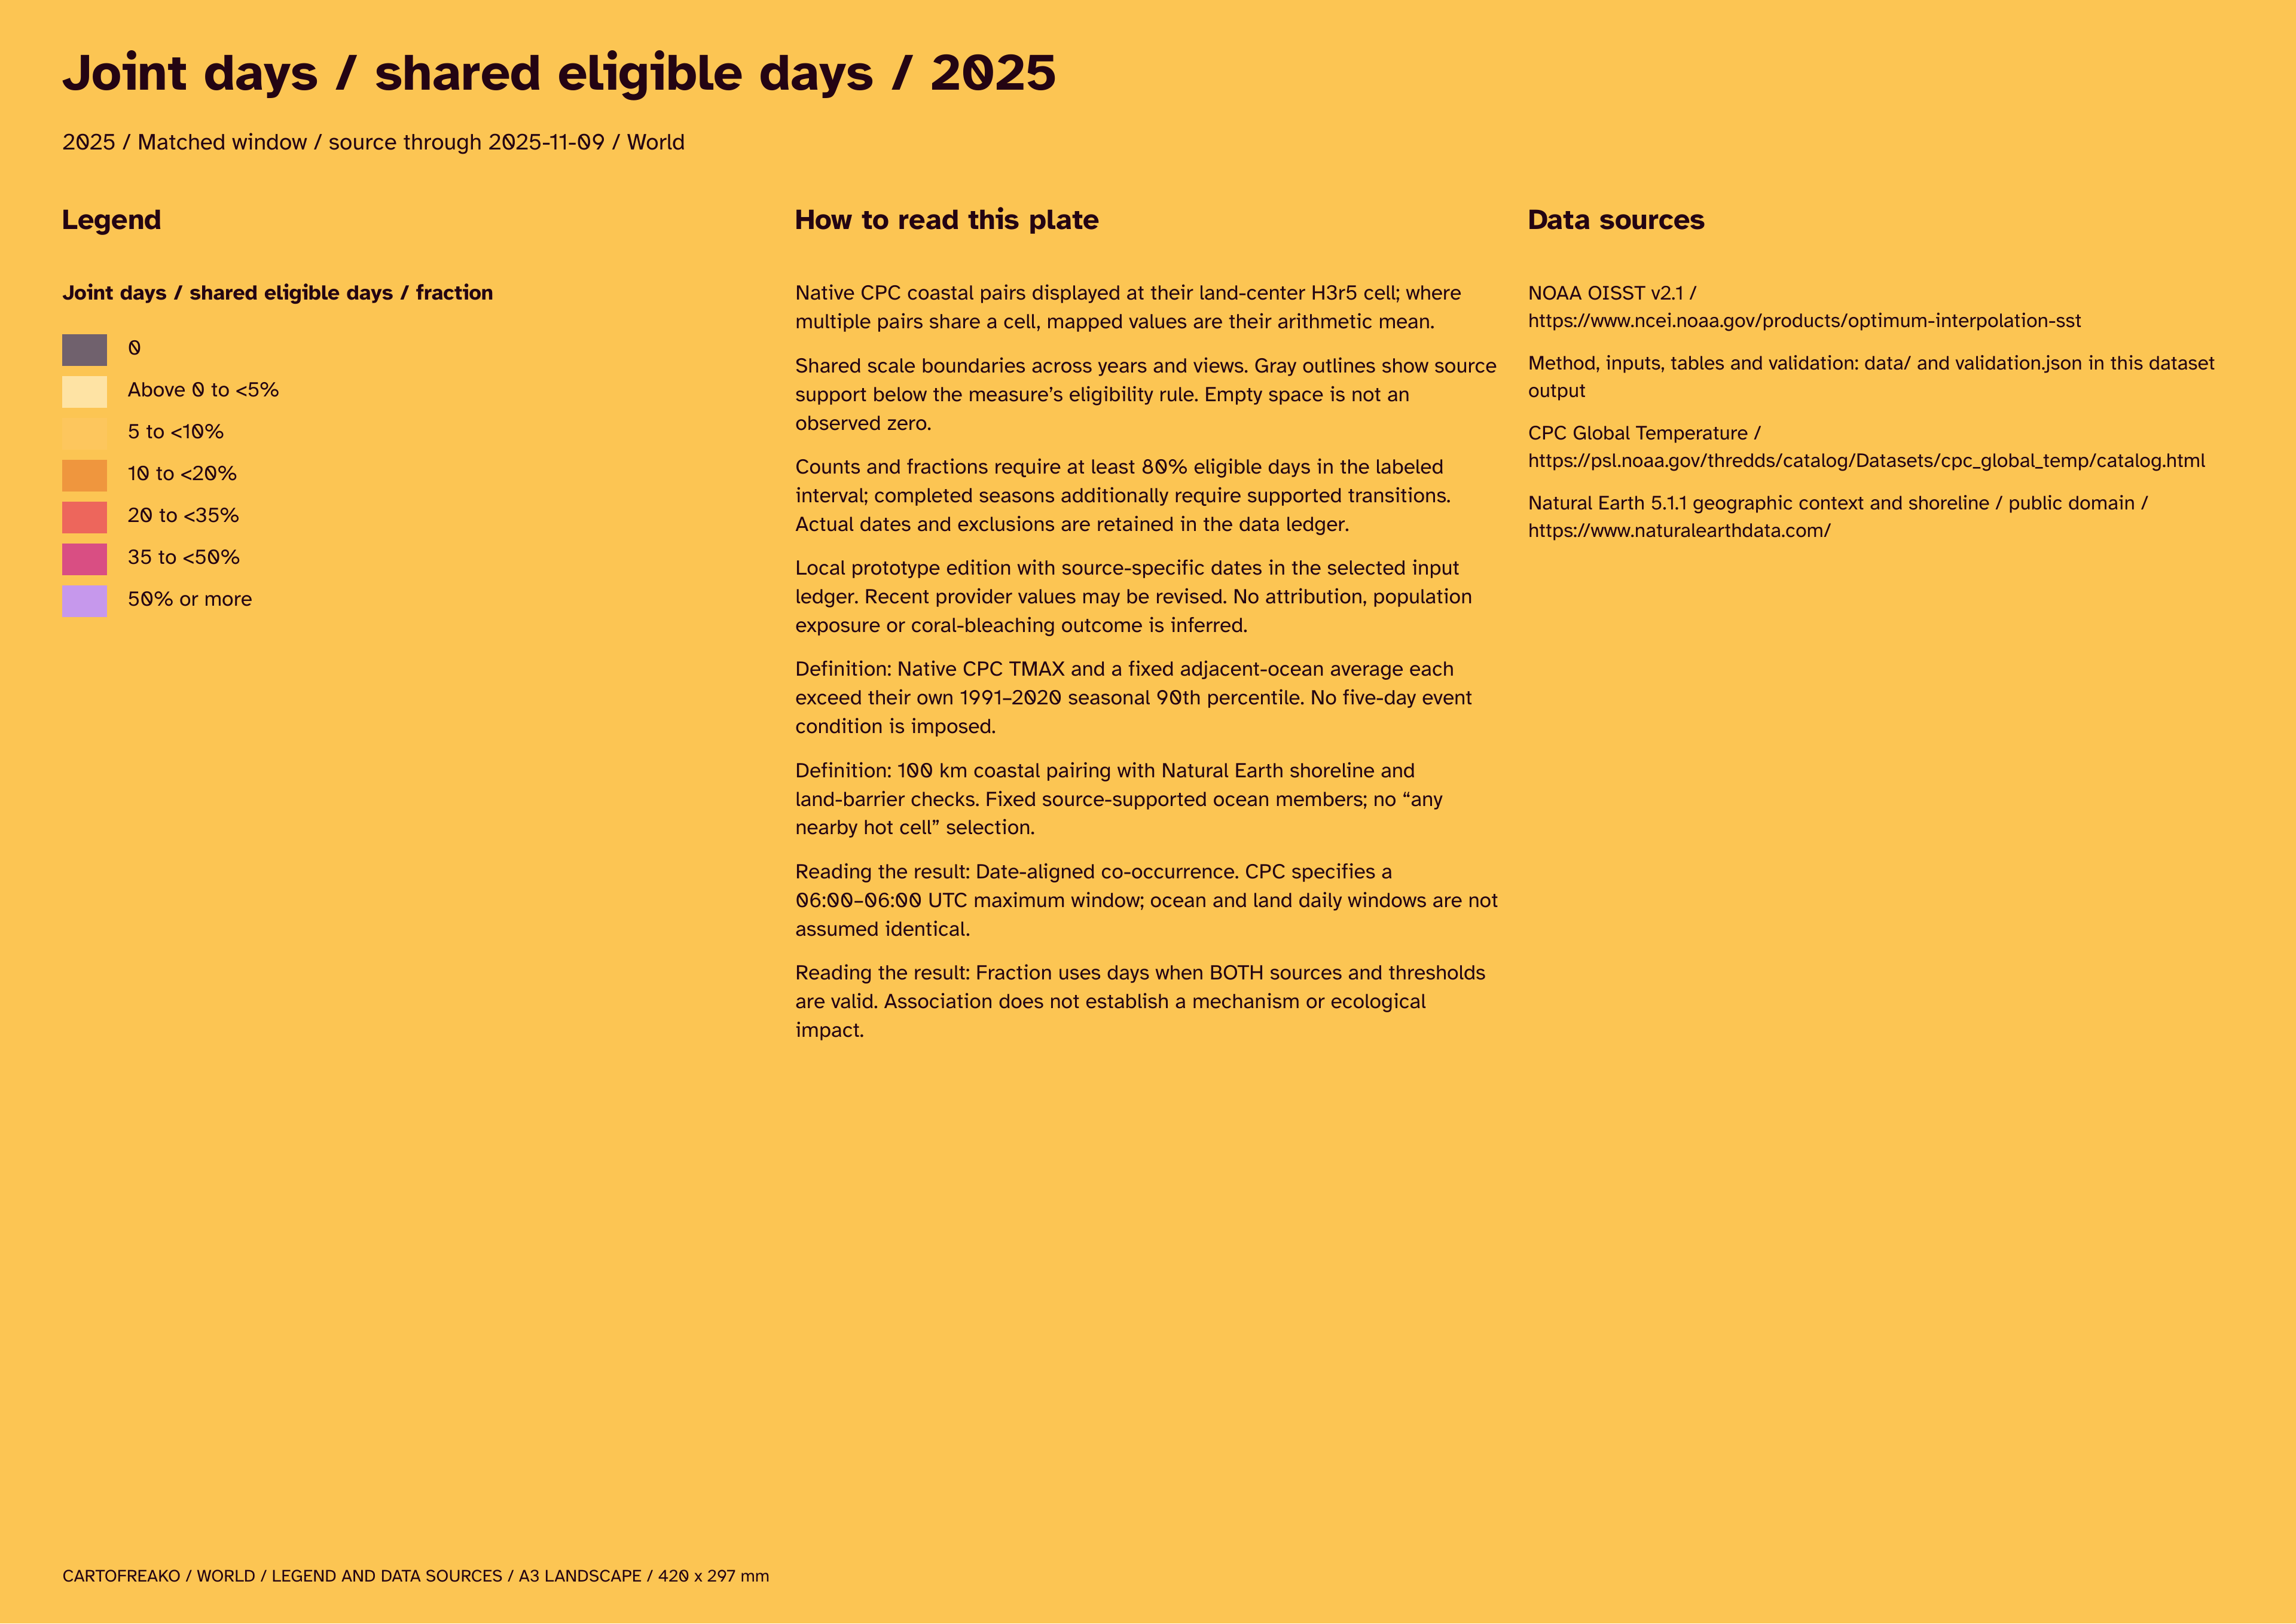 Joint days / shared eligible days / 2025
2025 / Matched window / source through 2025-11-09 / World
Legend
Joint days / shared eligible days / fraction
0
Above 0 to <5%
5 to <10%
10 to <20%
20 to <35%
35 to <50%
50% or more
How to read this plate
Native CPC coastal pairs displayed at their land-center H3r5 cell; where
multiple pairs share a cell, mapped values are their arithmetic mean.
Shared scale boundaries across years and views. Gray outlines show source
support below the measure’s eligibility rule. Empty space is not an
observed zero.
Counts and fractions require at least 80% eligible days in the labeled
interval; completed seasons additionally require supported transitions.
Actual dates and exclusions are retained in the data ledger.
Local prototype edition with source-specific dates in the selected input
ledger. Recent provider values may be revised. No attribution, population
exposure or coral-bleaching outcome is inferred.
Definition: Native CPC TMAX and a fixed adjacent-ocean average each
exceed their own 1991–2020 seasonal 90th percentile. No five-day event
condition is imposed.
Definition: 100 km coastal pairing with Natural Earth shoreline and
land-barrier checks. Fixed source-supported ocean members; no “any
nearby hot cell” selection.
Reading the result: Date-aligned co-occurrence. CPC specifies a
06:00–06:00 UTC maximum window; ocean and land daily windows are not
assumed identical.
Reading the result: Fraction uses days when BOTH sources and thresholds
are valid. Association does not establish a mechanism or ecological
impact.
Data sources
NOAA OISST v2.1 /
https://www.ncei.noaa.gov/products/optimum-interpolation-sst
Method, inputs, tables and validation: data/ and validation.json in this dataset
output
CPC Global Temperature /
https://psl.noaa.gov/thredds/catalog/Datasets/cpc_global_temp/catalog.html
Natural Earth 5.1.1 geographic context and shoreline / public domain /
https://www.naturalearthdata.com/
CARTOFREAKO / WORLD / LEGEND AND DATA SOURCES / A3 LANDSCAPE / 420 x 297 mm